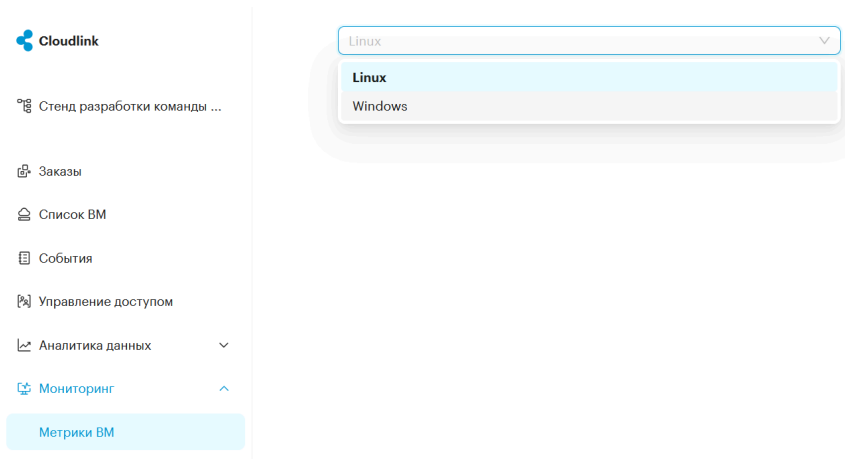 Cloudlink
Стенд разработки команды ...
Заказы
Список ВМ
События
Управление доступом
Аналитика данных
Мониторинг
Метрики ВМ
Linux
Linux
Windows